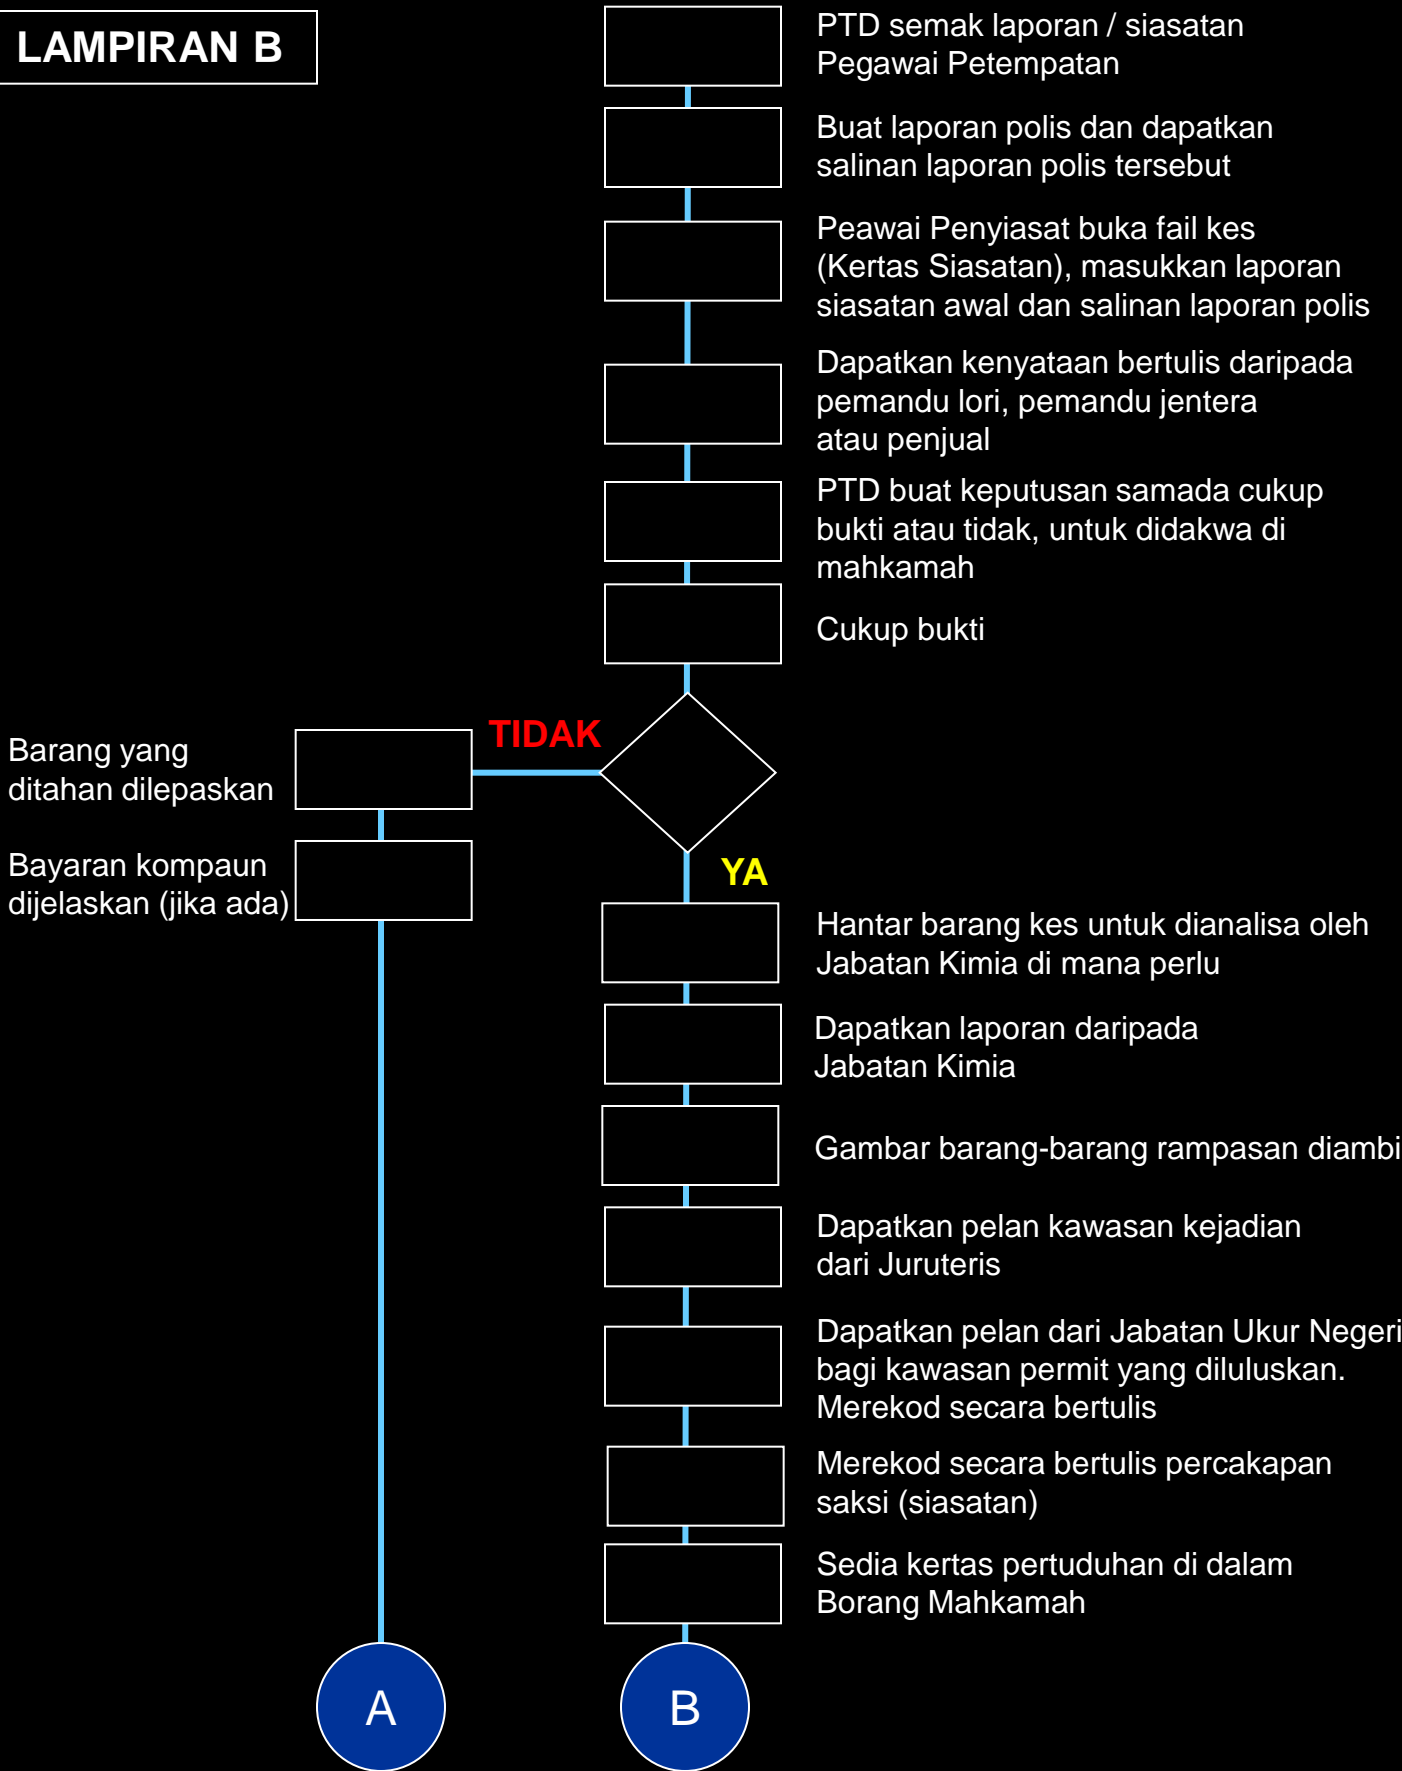 LAMPIRAN B
PTD semak laporan / siasatan
Pegawai Petempatan
Buat laporan polis dan dapatkan
salinan laporan polis tersebut
Peawai Penyiasat buka fail kes
(Kertas Siasatan), masukkan laporan
siasatan awal dan salinan laporan polis
Dapatkan kenyataan bertulis daripada
pemandu lori, pemandu jentera
atau penjual
PTD buat keputusan samada cukup
bukti atau tidak, untuk didakwa di
mahkamah
Cukup bukti
TIDAK
Barang yang
ditahan dilepaskan
Bayaran kompaun
dijelaskan (jika ada)
YA
Hantar barang kes untuk dianalisa oleh
Jabatan Kimia di mana perlu
Dapatkan laporan daripada
Jabatan Kimia
Gambar barang-barang rampasan diambi
Dapatkan pelan kawasan kejadian
dari Juruteris
Dapatkan pelan dari Jabatan Ukur Negeri
bagi kawasan permit yang diluluskan.
Merekod secara bertulis
Merekod secara bertulis percakapan
saksi (siasatan)
Sedia kertas pertuduhan di dalam
Borang Mahkamah
A
B